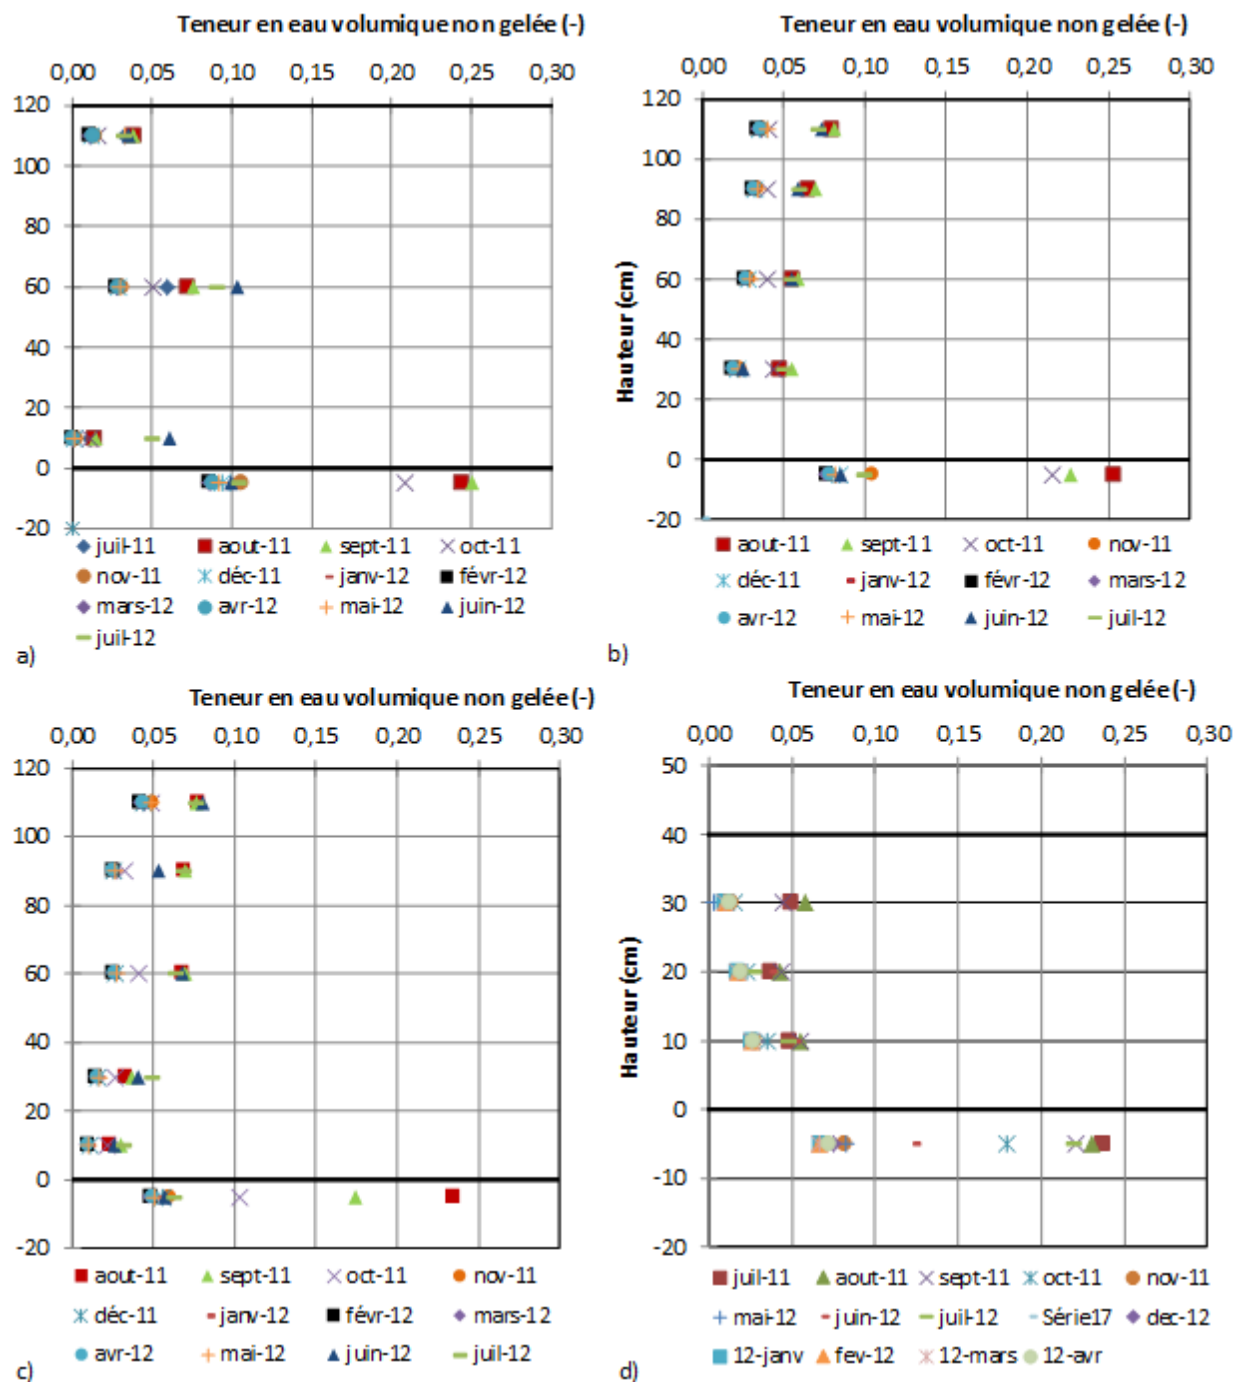 Teneur en eau volumique non gelée (-)
0,00 0,05 0,10 0,15 0,20 0,25 0,30
120
100
80
60
40
20
0
-20
juil-11 aout-11 sept-11 oct-11
nov-11 déc-11 janv-12 févr-12
mars-12 avr-12 mai-12 juin-12
juil-12
a)
Teneur en eau volumique non gelée (-)
0,00 0,05 0,10 0,15 0,20 0,25 0,30
Hauteur (cm)
120
100
80
60
40
20
0
-20
aout-11 sept-11 oct-11 nov-11
déc-11 janv-12 févr-12 mars-12
avr-12 mai-12 juin-12 juil-12
b)
Teneur en eau volumique non gelée (-)
0,00 0,05 0,10 0,15 0,20 0,25 0,30
120
100
80
60
40
20
0
-20
aout-11 sept-11 oct-11 nov-11
déc-11 janv-12 févr-12 mars-12
avr-12 mai-12 juin-12 juil-12
c)
Teneur en eau volumique non gelée (-)
0,00 0,05 0,10 0,15 0,20 0,25 0,30
Hauteur (cm)
50
40
30
20
10
0
-10
-20
juil-11 aout-11 sept-11 oct-11 nov-11
mai-12 juin-12 juil-12 Série17 dec-12
12-janv fev-12 12-mars 12-avr
d)